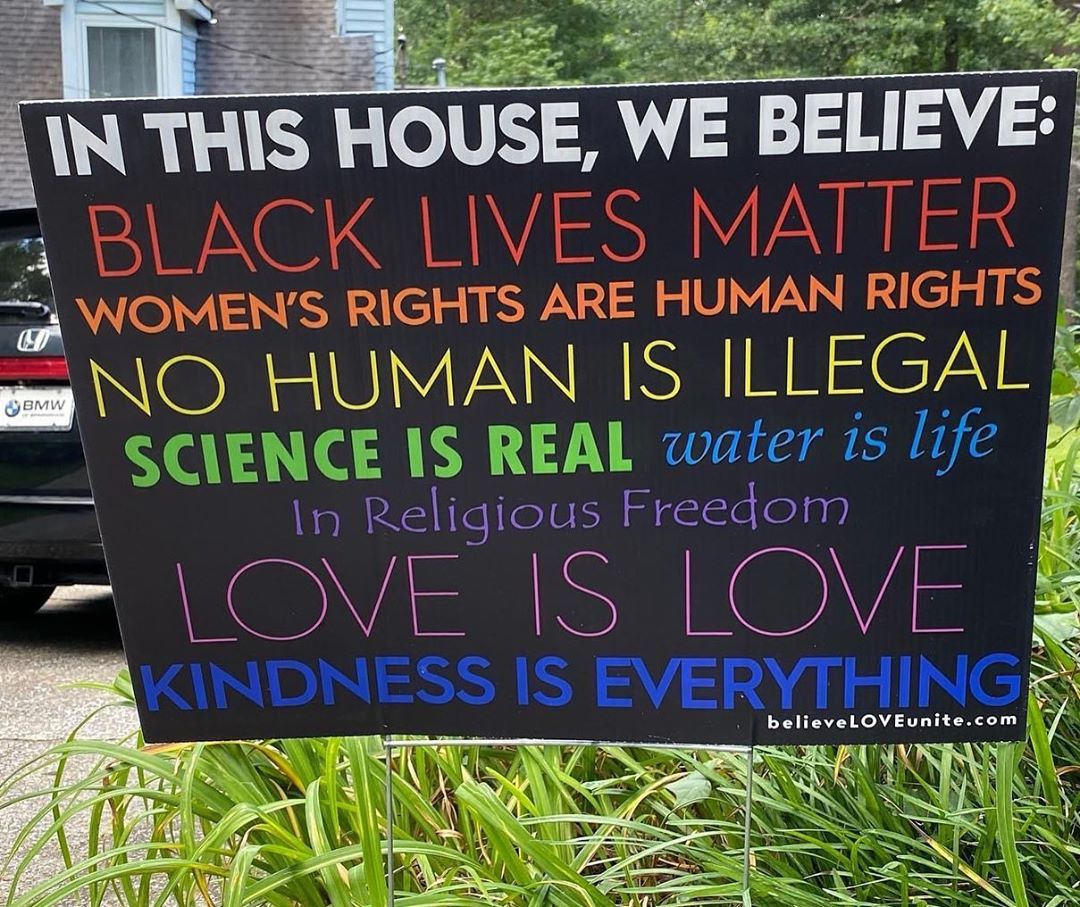 IN THIS HOUSE, WE BELIEVE:
BLACK LIVES MATTER
WOMEN'S RIGHTS ARE HUMAN RIGHTS
NO HUMAN IS ILLEGAL
SCIENCE IS REAL water is life
In Religious Freedom
LOVE IS LOVE
KINDNESS IS EVERYTHING
believeLOVEunite.com
BMW